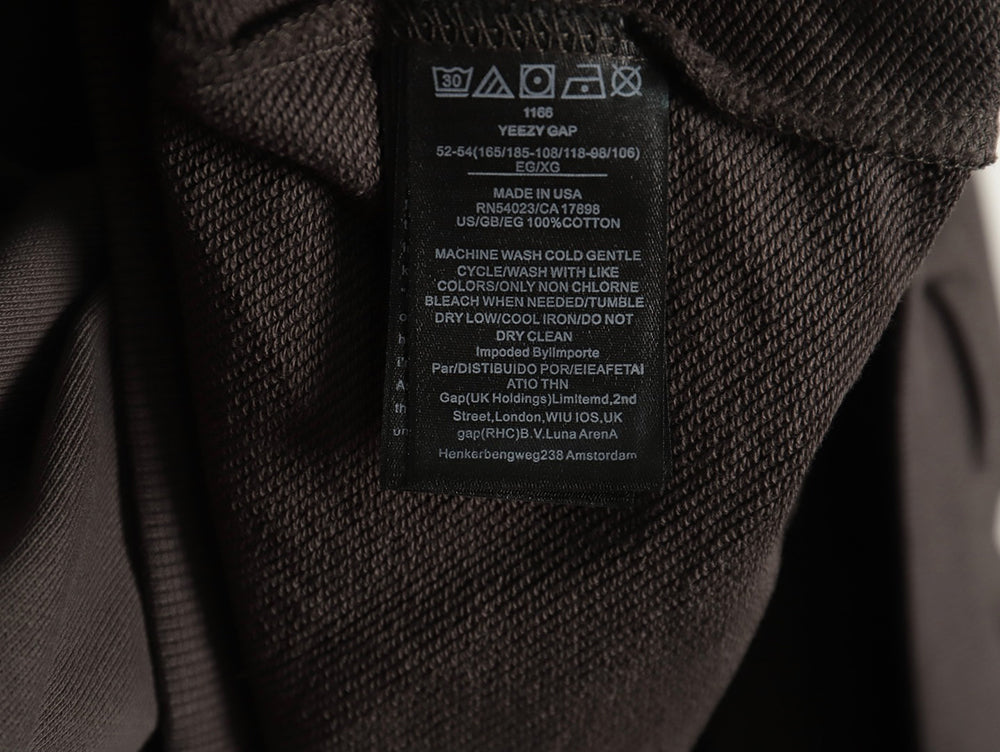 30
1166
YEEZY GAP
52-54(165/185-108/118-98/106)
EG/XG
MADE IN USA
RN54023/CA 17898
US/GB/EG 100%COTTON
MACHINE WASH COLD GENTLE
CYCLE/WASH WITH LIKE
COLORS/ONLY NON CHLORNE
BLEACH WHEN NEEDED/TUMBLE
DRY LOW/COOL IRON/DO NOT
DRY CLEAN
Impoded ByIimporte
Par/DISTIBUIDO POR/EIEAFETAI
ATIO THN
Gap(UK Holdings)Limitemd,2nd
Street,London,WIU IOS,UK
gap(RHC)B.V.Luna ArenA
Henkerbengweg238 Amstordam